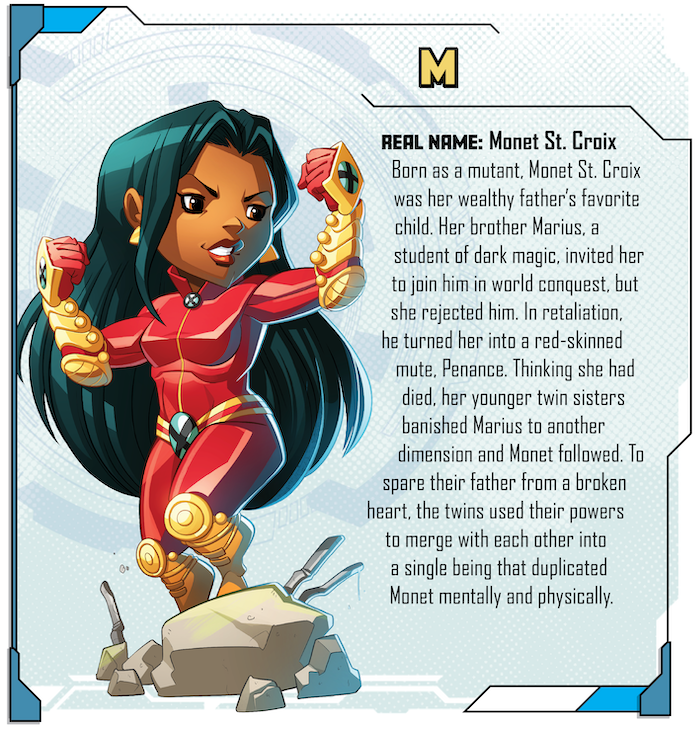 M
REAL NAME: Monet St. Croix
Born as a mutant, Monet St. Croix
was her wealthy father's favorite
child. Her brother Marius, a
student of dark magic, invited her
to join him in world conquest, but
she rejected him. In retaliation,
he turned her into a red-skinned
mute, Penance. Thinking she had
died, her younger twin sisters
banished Marius to another
dimension and Monet followed. To
spare their father from a broken
heart, the twins used their powers
to merge with each other into
a single being that duplicated
Monet mentally and physically.